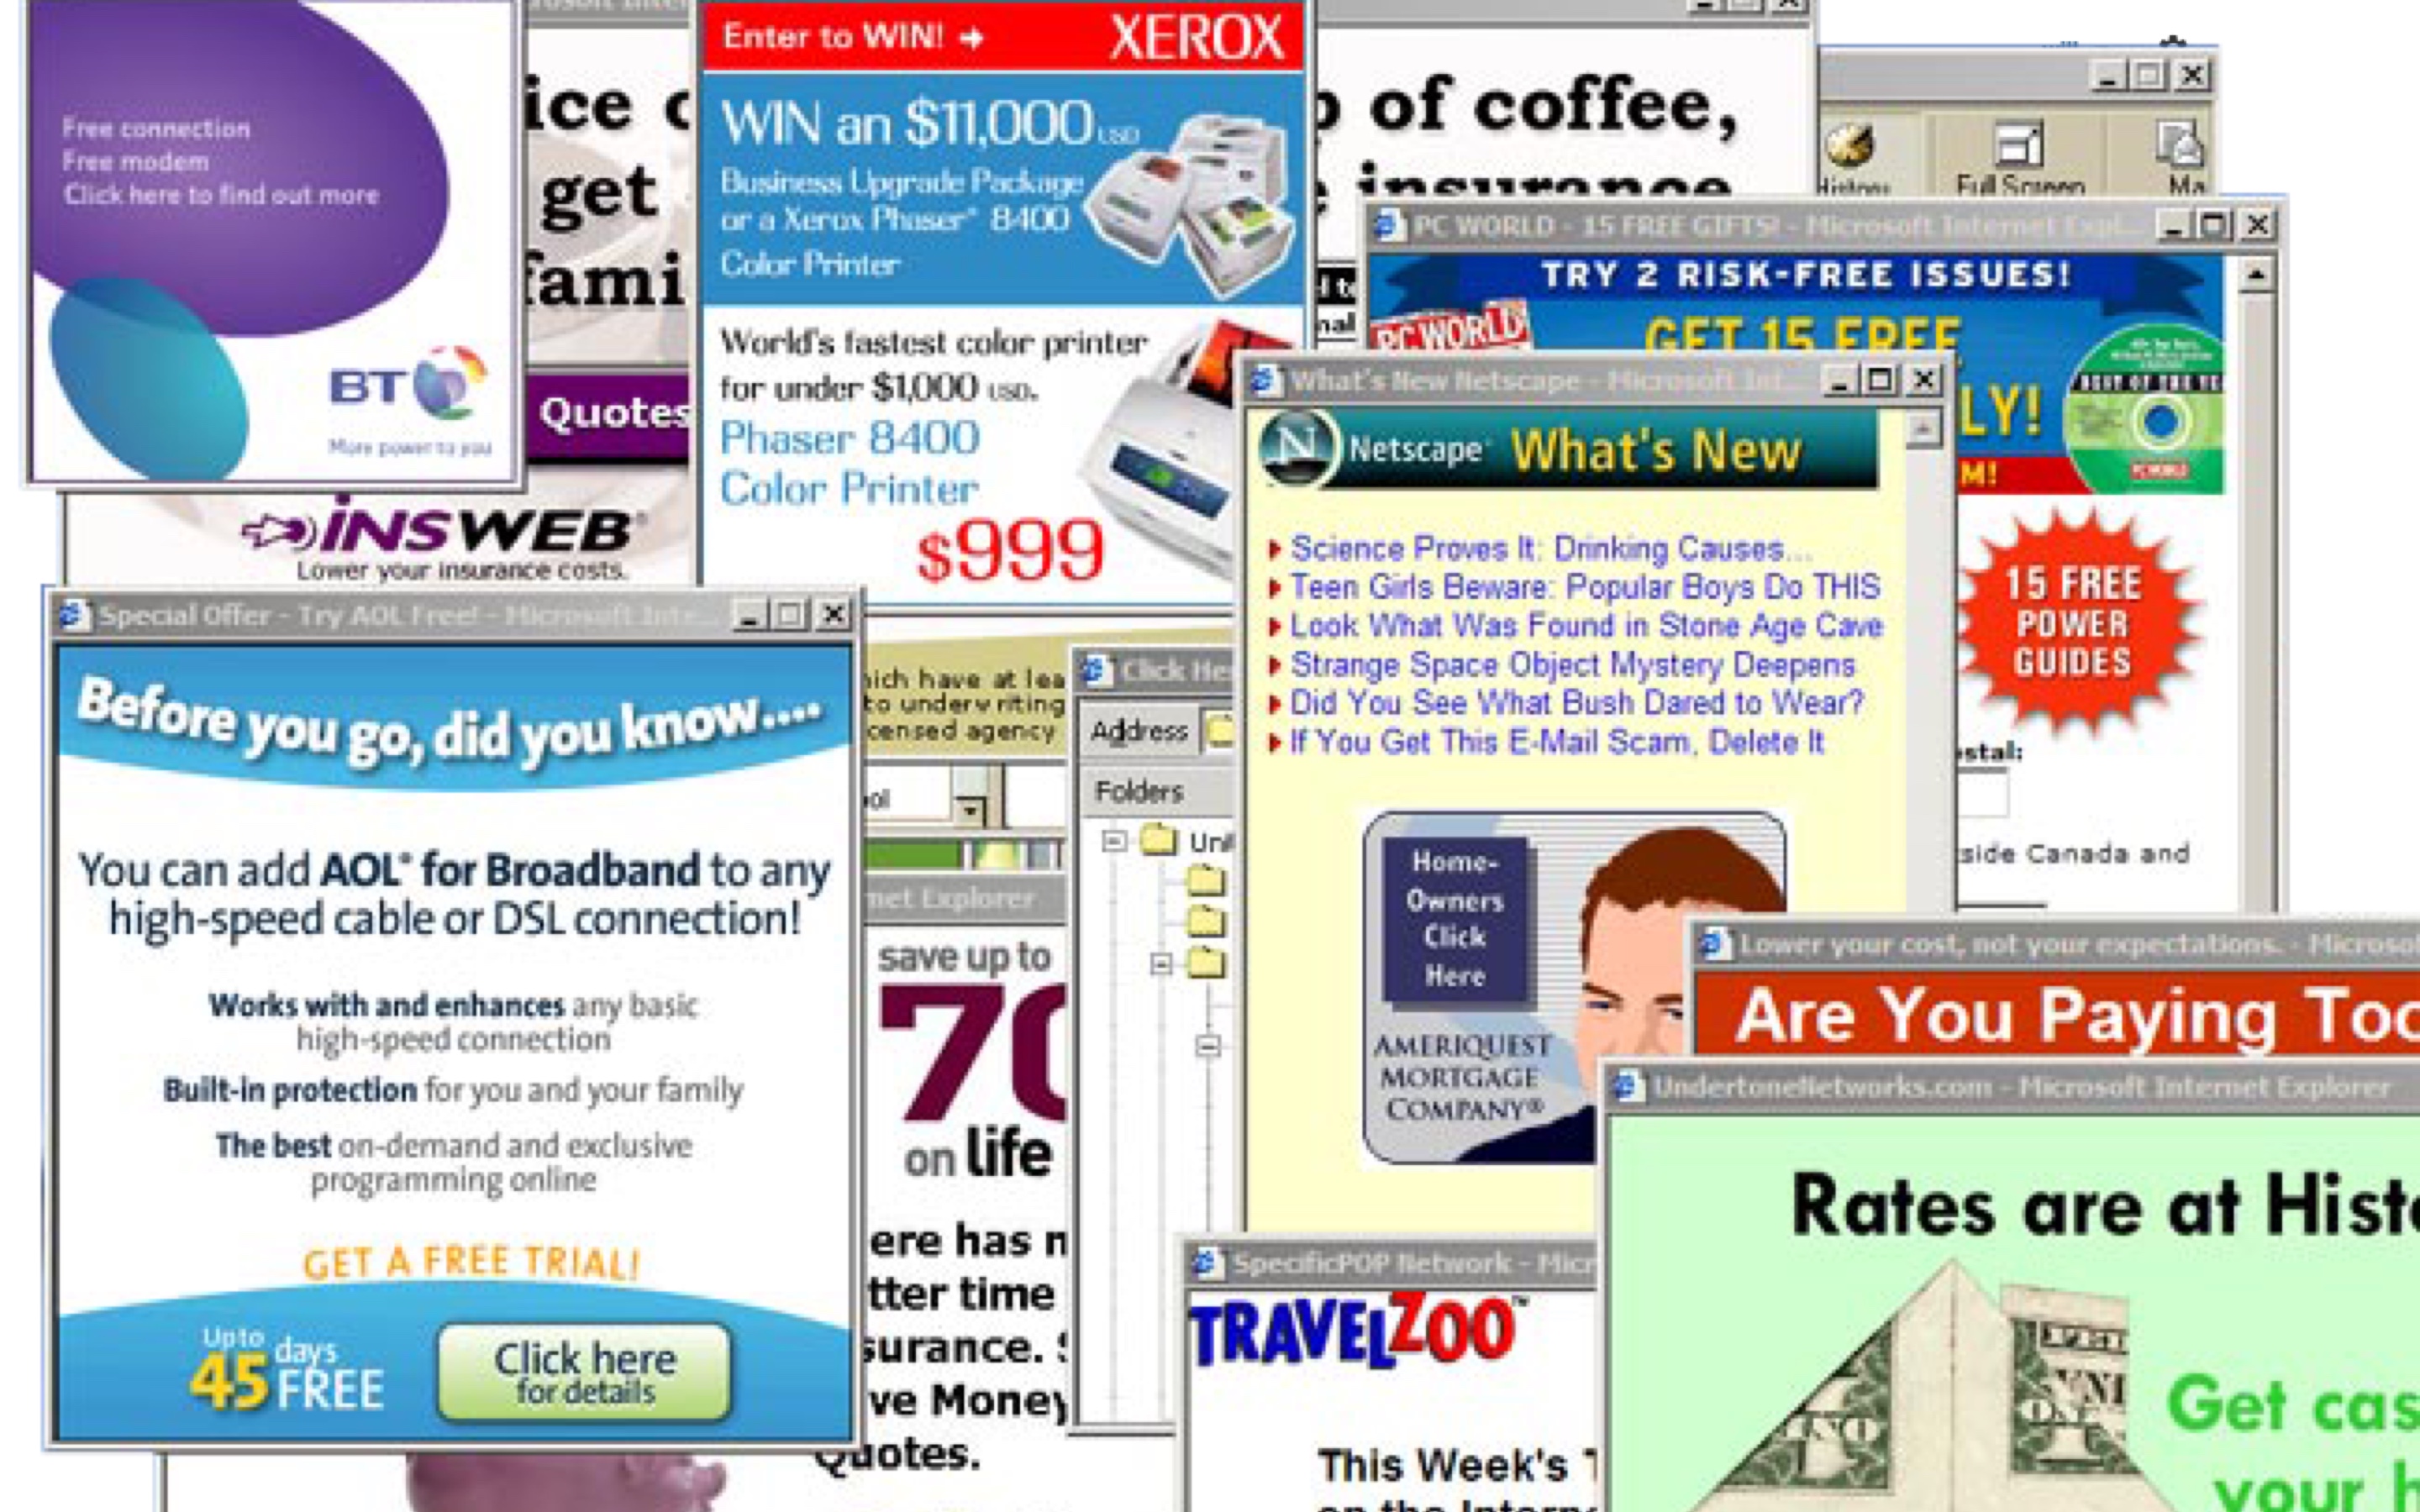 Free connection
Free modem
Click here to find out more
BT
More power to you
ice
get
fami
Quotes
INSWEB
Lower your insurance costs.
Enter to WIN! → XEROX
WIN an $11,000 USD
Business Upgrade Package
or a Xerox Phaser® 8400
Color Printer
World's fastest color printer
for under $1,000 USD.
Phaser 8400
Color Printer
$999
of coffee,
insurance
History
Full Screen
Ma
PC WORLD - 15 FREE GIFTS! - Microsoft Internet Expl...
TRY 2 RISK-FREE ISSUES!
PC WORLD
GET 15 FREE
LY!
M!
15 FREE
POWER
GUIDES
stal:
side Canada and
What's New Netscape - Microsoft Int...
Netscape® What's New
Science Proves It: Drinking Causes...
Teen Girls Beware: Popular Boys Do THIS
Look What Was Found in Stone Age Cave
Strange Space Object Mystery Deepens
Did You See What Bush Dared to Wear?
If You Get This E-Mail Scam, Delete It
Home-
Owners
Click
Here
AMERIQUEST
MORTGAGE
COMPANY®
Special Offer - Try AOL Free! - Microsoft Inte...
Before you go, did you know....
You can add AOL® for Broadband to any
high-speed cable or DSL connection!
Works with and enhances any basic
high-speed connection
Built-in protection for you and your family
The best on-demand and exclusive
programming online
GET A FREE TRIAL!
Up to
45 days
FREE
Click here
for details
ich have at lea
to underwriting
censed agency
net Explorer
save up to
70
on life
ere has n
tter time
surance.
ve Money
Quotes.
Click He
Address
Folders
Uni
Lower your cost, not your expectations. - Microsof
Are You Paying Too
UndertoneNetworks.com - Microsoft Internet Explorer
Rates are at Histo
Get cas
your h
SpecificPOP Network - Micr
TRAVELZOO™
This Week's T
on the Intern